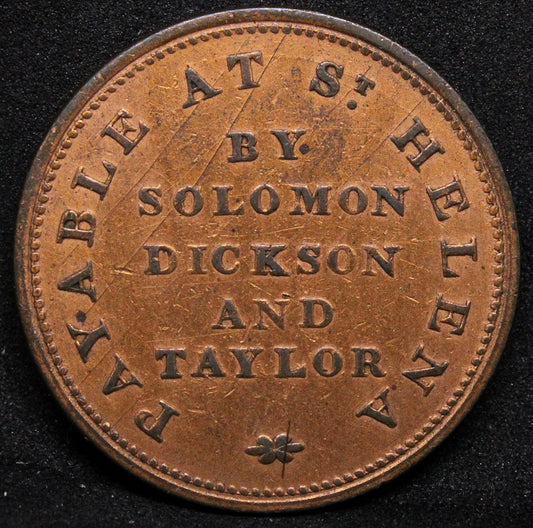 PAYABLE AT ST. HELENA
BY.
SOLOMON
DICKSON
AND
TAYLOR